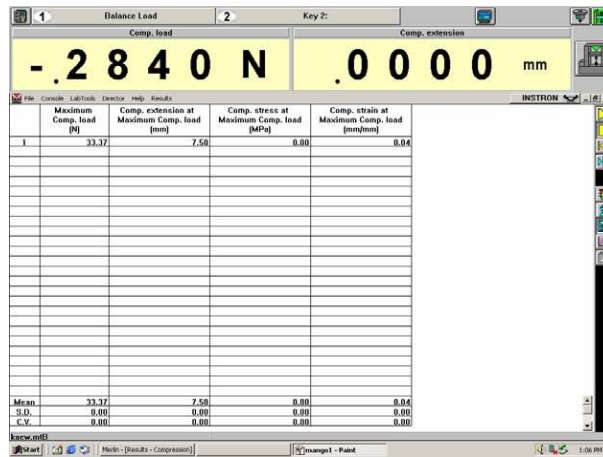 1 Balance Load 2 Key 2:
Comp. load Comp. extension
-.2840 N .0000 mm
File Console LabTools Director Help Results INSTRON
Maximum Comp. load (N) Comp. extension at Maximum Comp. load (mm) Comp. stress at Maximum Comp. load (MPa) Comp. strain at Maximum Comp. load (mm/mm)
1 33.37 7.50 0.00 0.04
Mean 33.37 7.50 0.00 0.04
S.D. 0.00 0.00 0.00 0.00
C.V. 0.00 0.00 0.00 0.00
kaew.mtB
Start Merlin - [Results - Compression] mango1 - Paint 1:06 PM